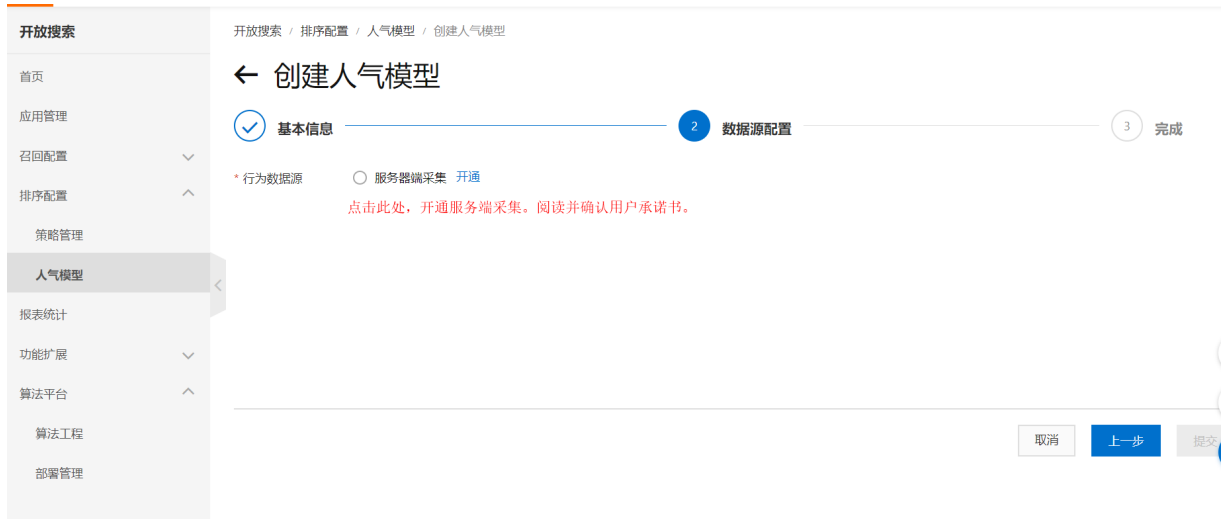 开放搜索
首页
应用管理
召回配置
排序配置
策略管理
人气模型
报表统计
功能扩展
算法平台
算法工程
部署管理
开放搜索 / 排序配置 / 人气模型 / 创建人气模型
← 创建人气模型
基本信息 2 数据源配置 3 完成
* 行为数据源 服务器端采集 开通
点击此处，开通服务端采集。阅读并确认用户承诺书。
取消 上一步 提交